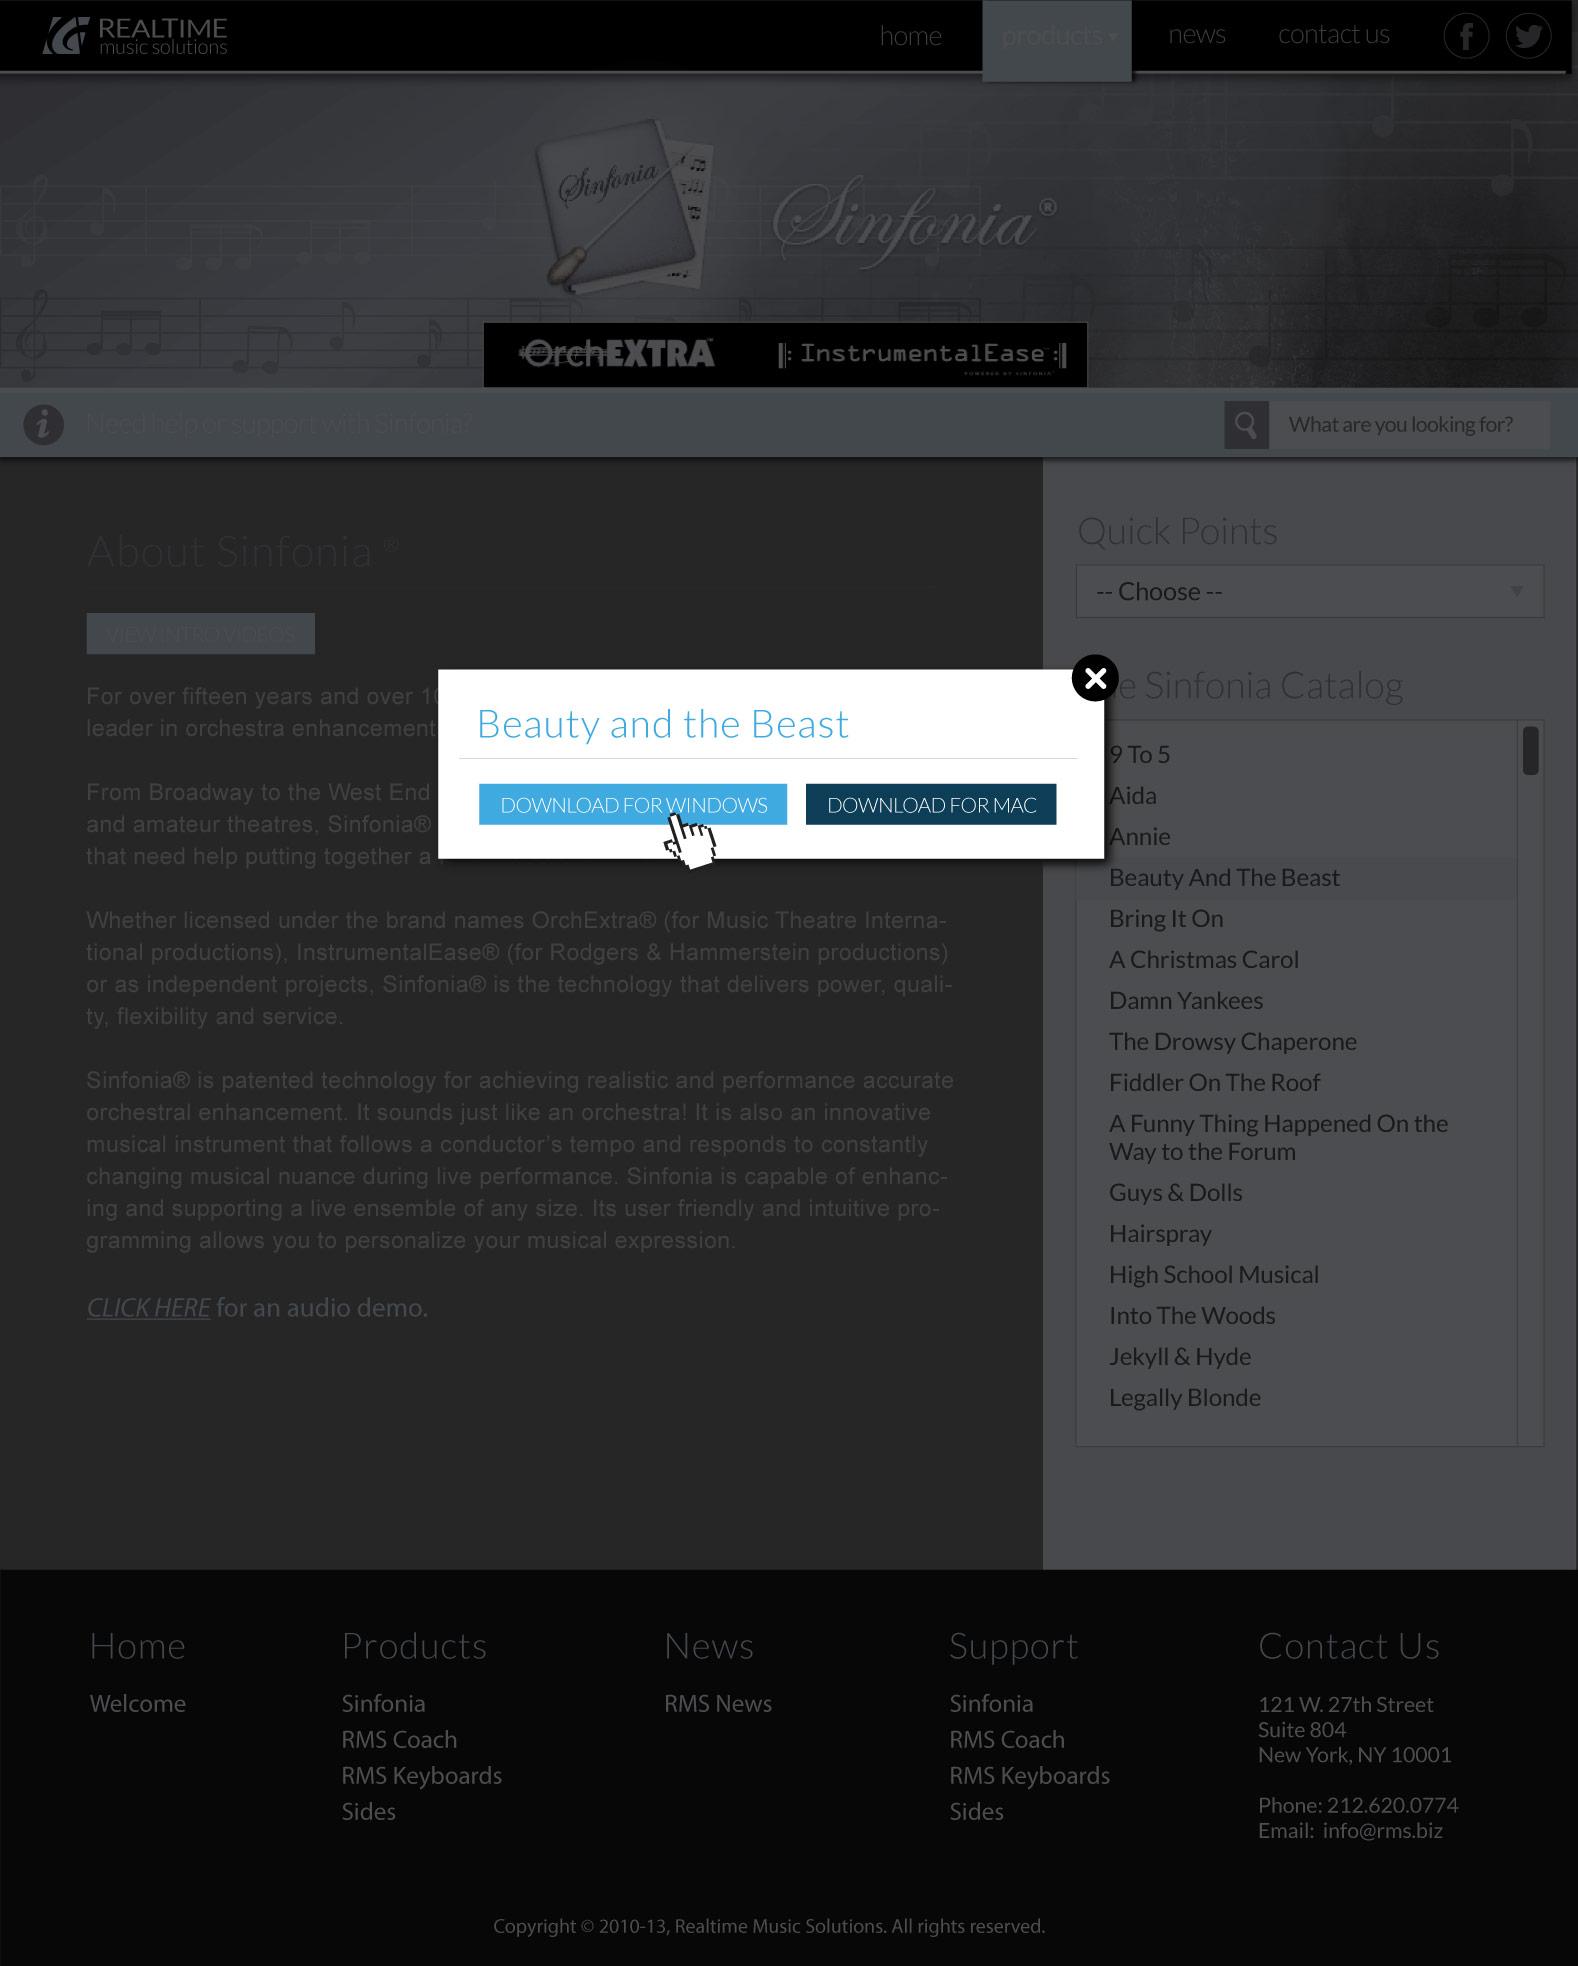 REALTIME
music solutions
home
products
news
contact us
Sinfonia
Sinfonia®
OrchEXTRA™
InstrumentalEase™
POWERED BY SINFONIA
Need help or support with Sinfonia?
What are you looking for?
About Sinfonia ®
VIEW INTRO VIDEOS
For over fifteen years and over
leader in orchestra enhancement
From Broadway to the West End
and amateur theatres, Sinfonia®
that need help putting together a
Whether licensed under the brand names OrchExtra® (for Music Theatre Interna-
tional productions), InstrumentalEase® (for Rodgers & Hammerstein productions)
or as independent projects, Sinfonia® is the technology that delivers power, quali-
ty, flexibility and service.
Sinfonia® is patented technology for achieving realistic and performance accurate
orchestral enhancement. It sounds just like an orchestra! It is also an innovative
musical instrument that follows a conductor's tempo and responds to constantly
changing musical nuance during live performance. Sinfonia is capable of enhanc-
ing and supporting a live ensemble of any size. Its user friendly and intuitive pro-
gramming allows you to personalize your musical expression.
CLICK HERE for an audio demo.
Beauty and the Beast
DOWNLOAD FOR WINDOWS
DOWNLOAD FOR MAC
Quick Points
-- Choose --
Sinfonia Catalog
9 To 5
Aida
Annie
Beauty And The Beast
Bring It On
A Christmas Carol
Damn Yankees
The Drowsy Chaperone
Fiddler On The Roof
A Funny Thing Happened On the
Way to the Forum
Guys & Dolls
Hairspray
High School Musical
Into The Woods
Jekyll & Hyde
Legally Blonde
Home
Welcome
Products
Sinfonia
RMS Coach
RMS Keyboards
Sides
News
RMS News
Support
Sinfonia
RMS Coach
RMS Keyboards
Sides
Contact Us
121 W. 27th Street
Suite 804
New York, NY 10001
Phone: 212.620.0774
Email: info@rms.biz
Copyright © 2010-13, Realtime Music Solutions. All rights reserved.